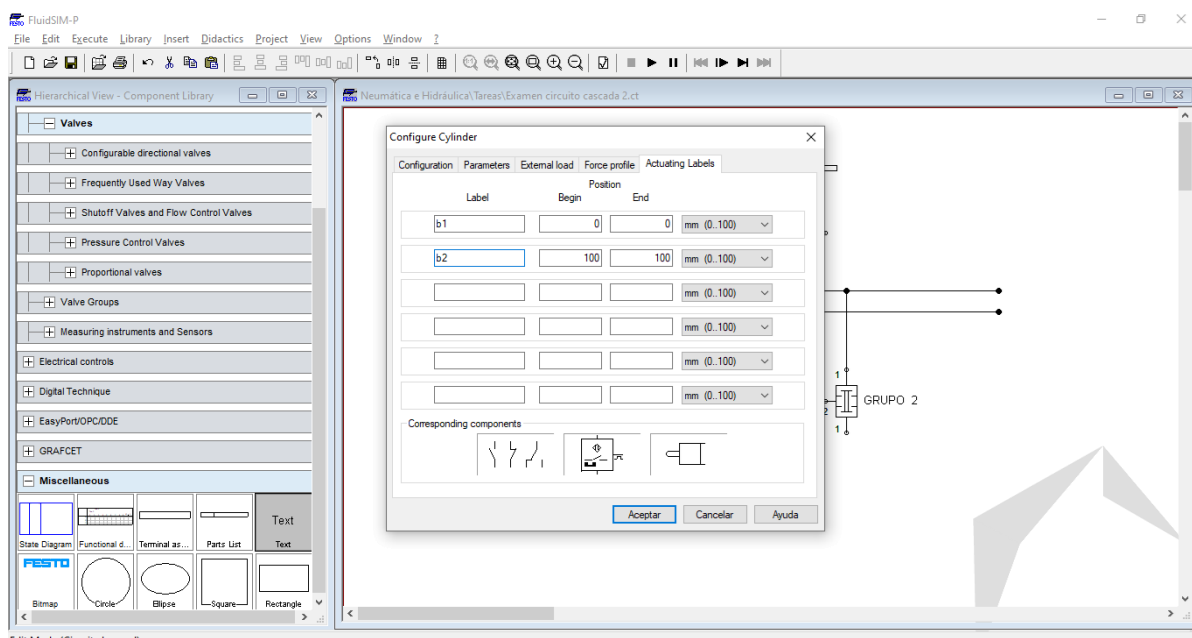 FESTO FluidSIM-P
File Edit Execute Library Insert Didactics Project View Options Window ?
FESTO Hierarchical View - Component Library
Valves
Configurable directional valves
Frequently Used Way Valves
Shutoff Valves and Flow Control Valves
Pressure Control Valves
Proportional valves
Valve Groups
Measuring instruments and Sensors
Electrical controls
Digital Technique
EasyPort/OPC/DDE
GRAFCET
Miscellaneous
Text
State Diagram Functional d... Terminal as... Parts List Text
FESTO
Bitmap Circle Ellipse Square Rectangle
FESTO Neumática e Hidráulica\Tareas\Examen circuito cascada 2.ct
Configure Cylinder
Configuration Parameters External load Force profile Actuating Labels
Position
Label Begin End
b1 0 0 mm (0..100)
b2 100 100 mm (0..100)
mm (0..100)
mm (0..100)
mm (0..100)
mm (0..100)
Corresponding components
Aceptar Cancelar Ayuda
1
GRUPO 2
2
1